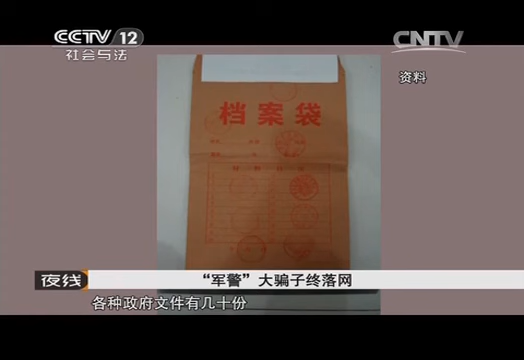 CCTV 12
社会与法
CNTV
资料
档案袋
夜线
“军警”大骗子终落网
各种政府文件有几十份